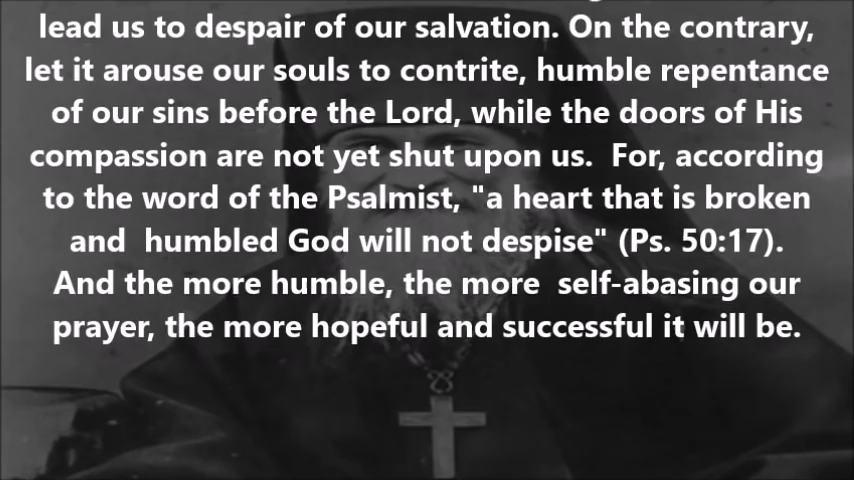 lead us to despair of our salvation. On the contrary,
let it arouse our souls to contrite, humble repentance
of our sins before the Lord, while the doors of His
compassion are not yet shut upon us.  For, according
to the word of the Psalmist, "a heart that is broken
and  humbled God will not despise" (Ps. 50:17).
And the more humble, the more  self-abasing our
prayer, the more hopeful and successful it will be.